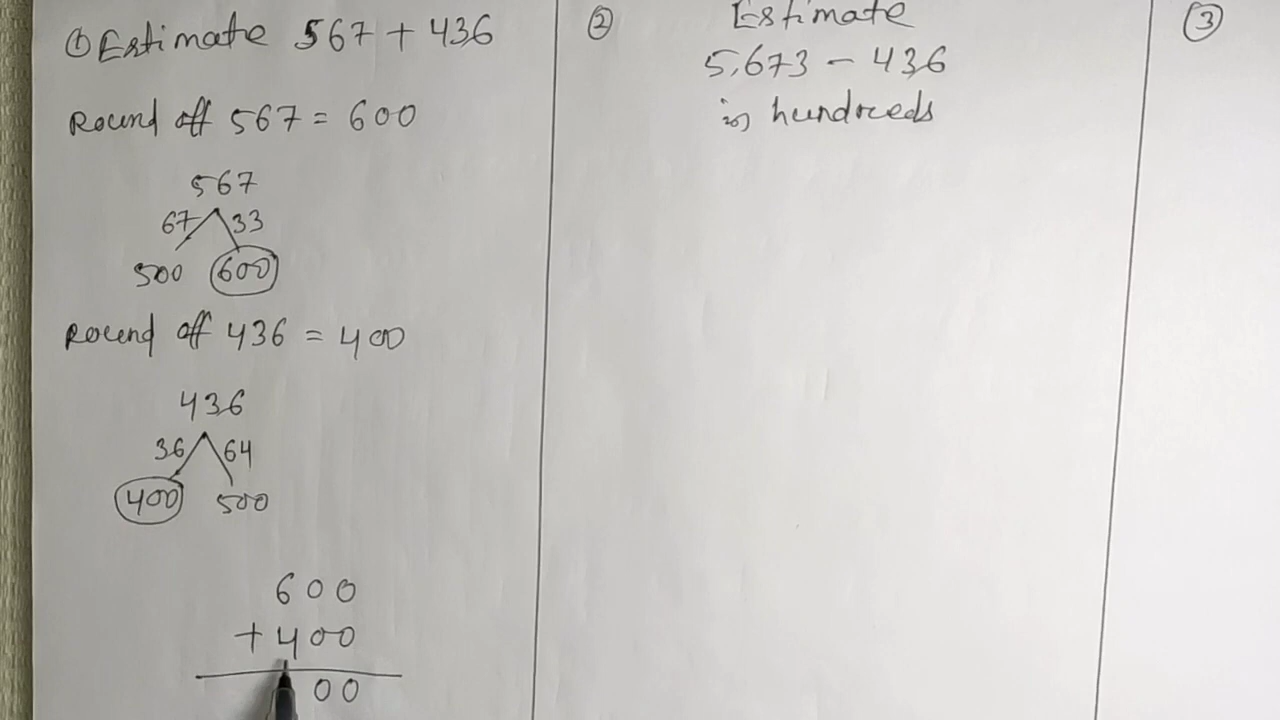 ① Estimate 567 + 436
Round off 567 = 600
567
67 33
500 600
Round off 436 = 400
436
36 64
400 500
600
+ 400
00
②
Estimate
5,673 - 436
in hundreds
③